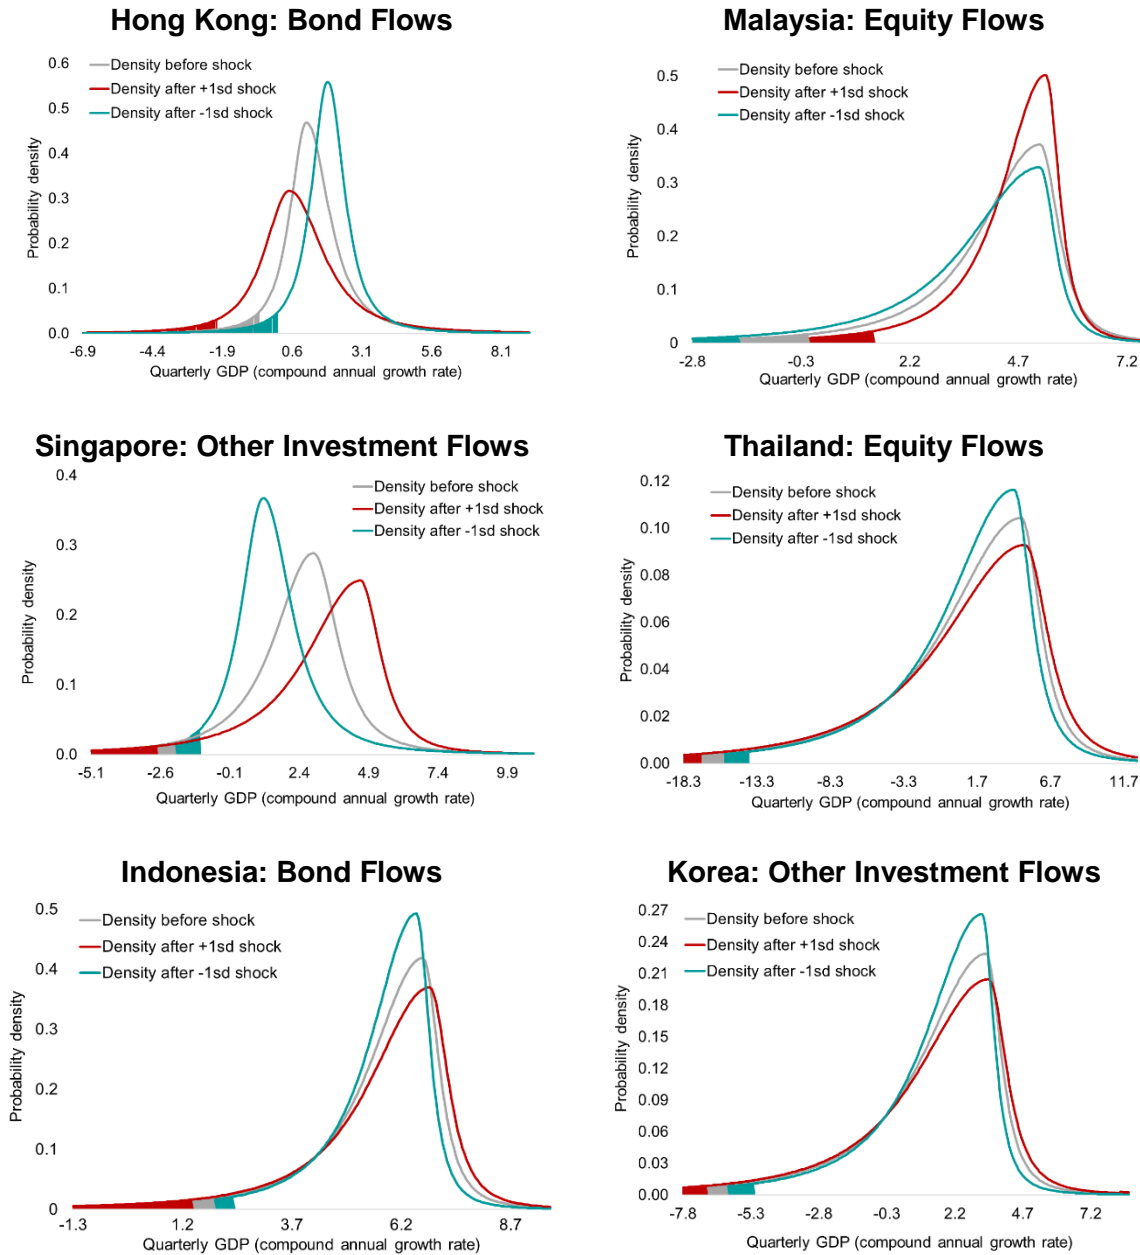 Hong Kong: Bond Flows
0.6
0.5
0.4
0.3
0.2
0.1
0.0
Probability density
Density before shock
Density after +1sd shock
Density after -1sd shock
-6.9 -4.4 -1.9 0.6 3.1 5.6 8.1
Quarterly GDP (compound annual growth rate)
Malaysia: Equity Flows
0.5
0.4
0.3
0.2
0.1
0
Probability density
Density before shock
Density after +1sd shock
Density after -1sd shock
-2.8 -0.3 2.2 4.7 7.2
Quarterly GDP (compound annual growth rate)
Singapore: Other Investment Flows
0.4
0.3
0.2
0.1
0.0
Probability density
Density before shock
Density after +1sd shock
Density after -1sd shock
-5.1 -2.6 -0.1 2.4 4.9 7.4 9.9
Quarterly GDP (compound annual growth rate)
Thailand: Equity Flows
0.12
0.10
0.08
0.06
0.04
0.02
0.00
Probability density
Density before shock
Density after +1sd shock
Density after -1sd shock
-18.3 -13.3 -8.3 -3.3 1.7 6.7 11.7
Quarterly GDP (compound annual growth rate)
Indonesia: Bond Flows
0.5
0.4
0.3
0.2
0.1
0
Probability density
Density before shock
Density after +1sd shock
Density after -1sd shock
-1.3 1.2 3.7 6.2 8.7
Quarterly GDP (compound annual growth rate)
Korea: Other Investment Flows
0.27
0.24
0.21
0.18
0.15
0.12
0.09
0.06
0.03
0.00
Probability density
Density before shock
Density after +1sd shock
Density after -1sd shock
-7.8 -5.3 -2.8 -0.3 2.2 4.7 7.2
Quarterly GDP (compound annual growth rate)